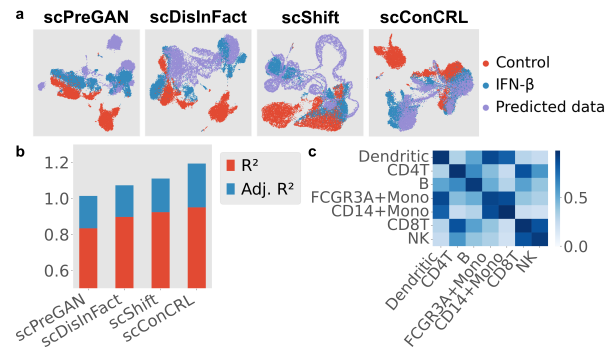 a
scPreGAN scDisInFact scShift scConCRL
Control
IFN-β
Predicted data
b
1.2
1.0
0.8
0.6
R²
Adj. R²
scPreGAN
scDisInFact
scShift
scConCRL
c
Dendritic
CD4T
B
FCGR3A+Mono
CD14+Mono
CD8T
NK
Dendritic
CD4T
B
FCGR3A+Mono
CD14+Mono
CD8T
NK
0.5
0.0